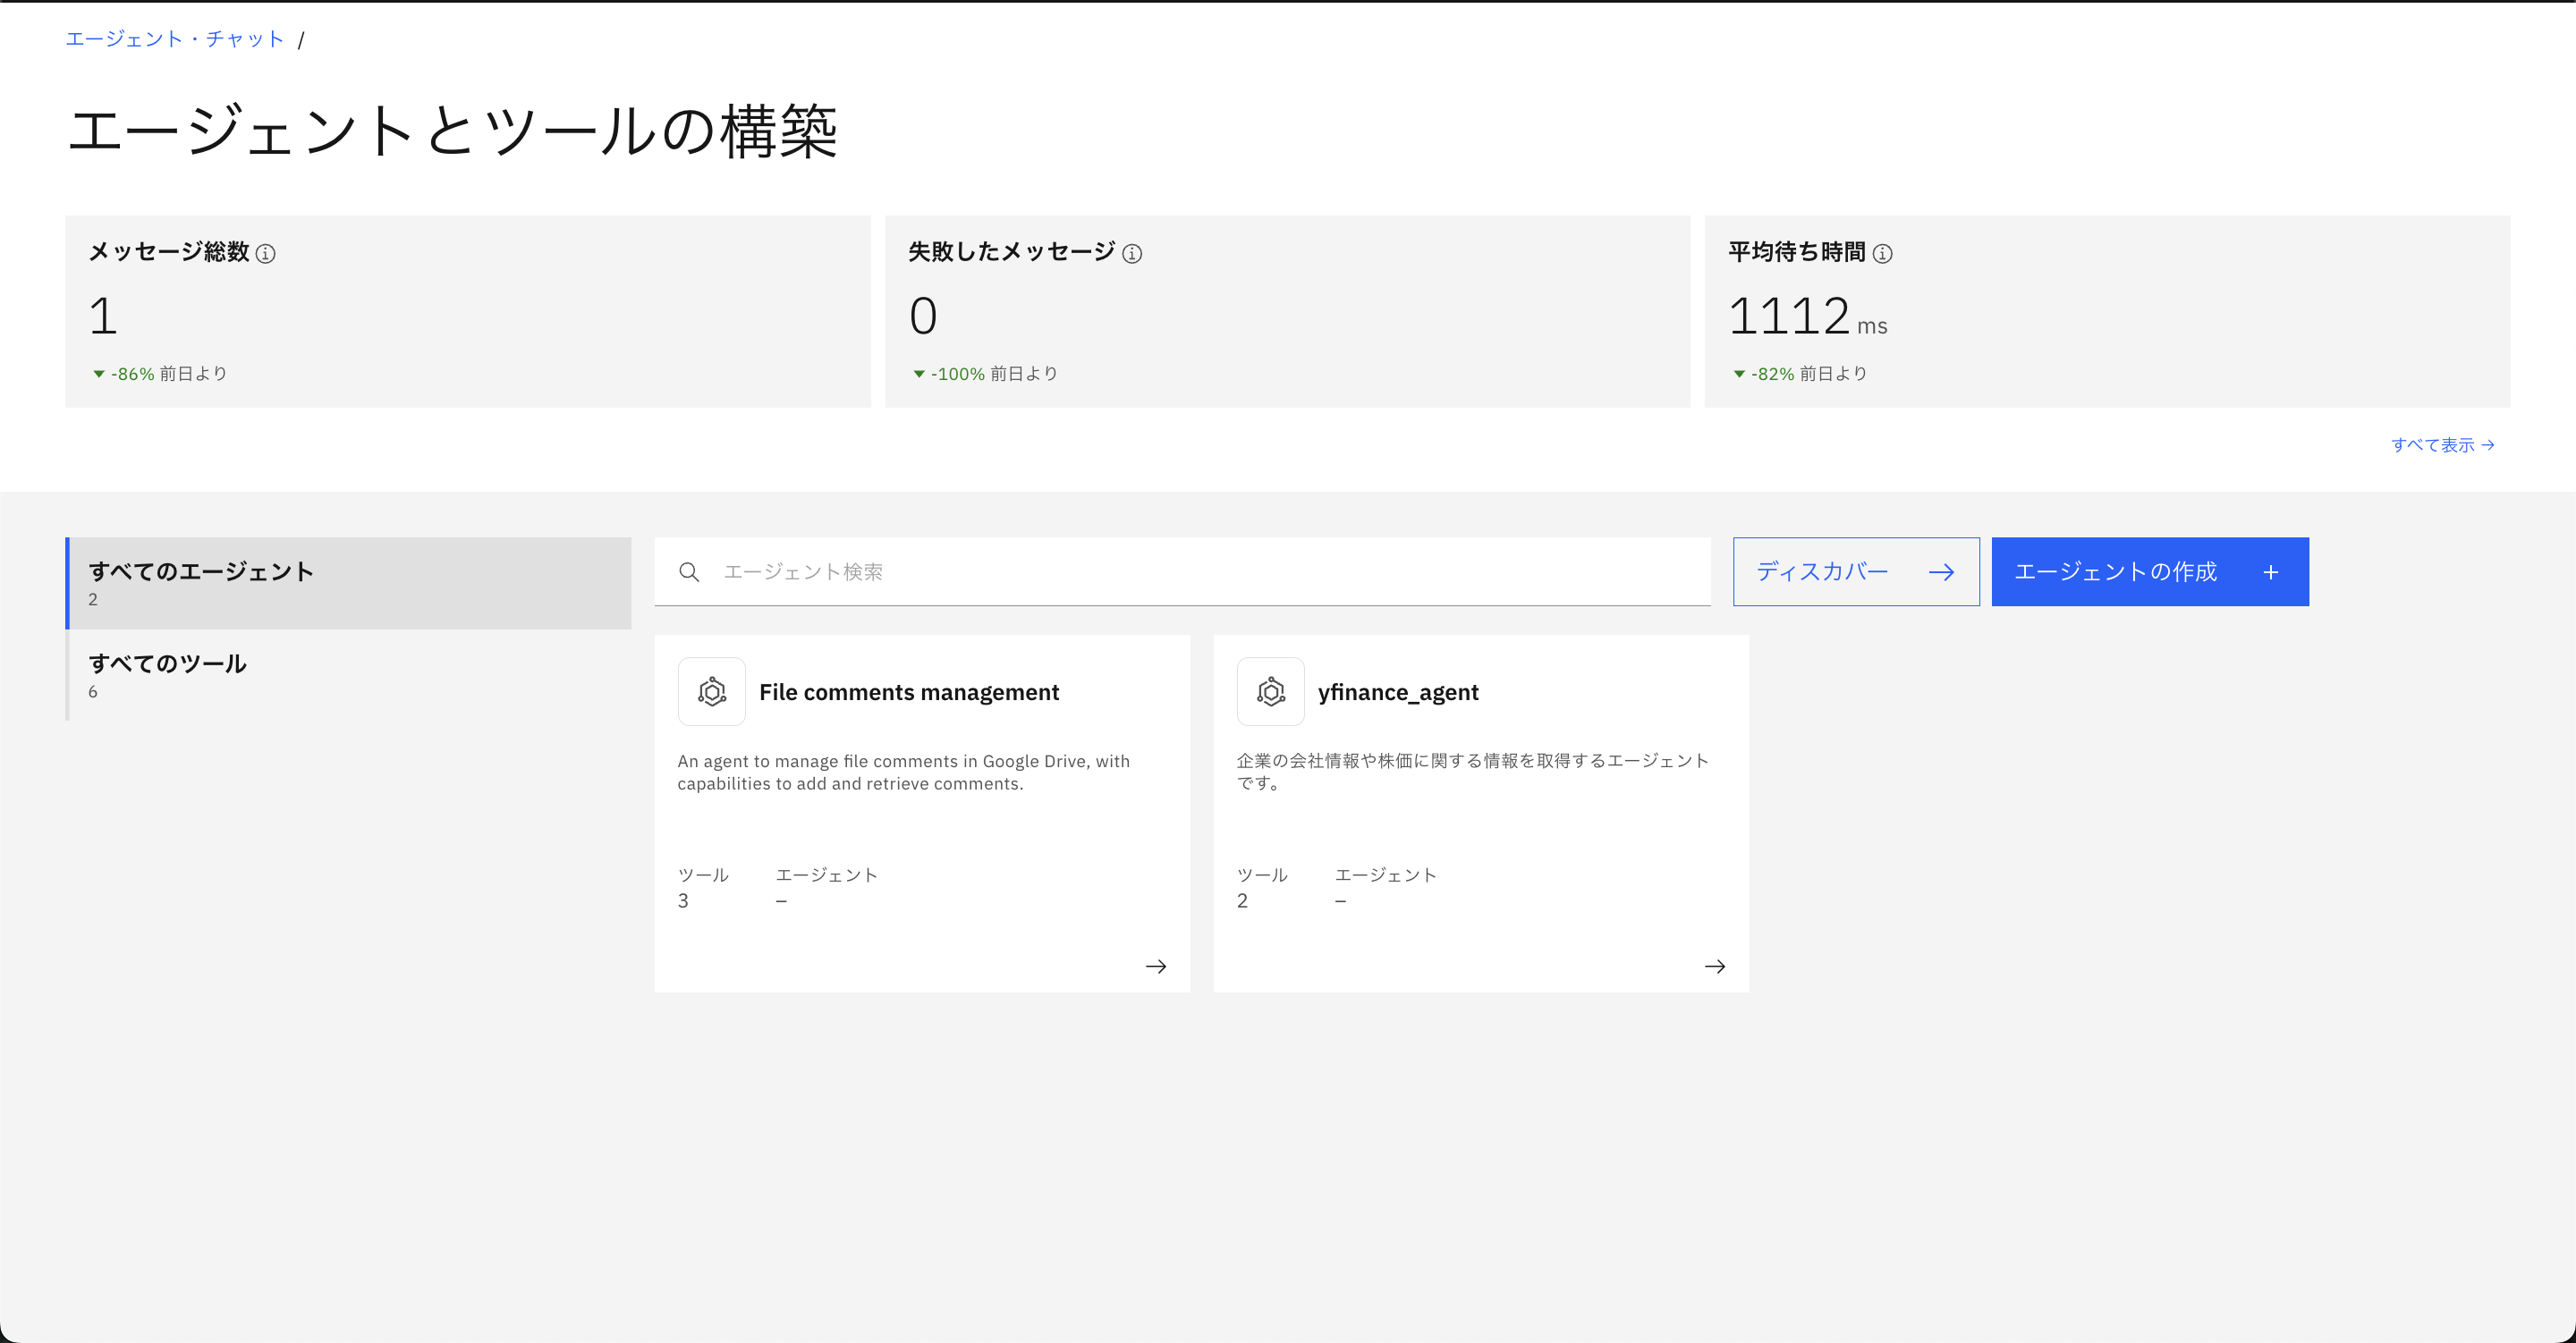 エージェント・チャット /
エージェントとツールの構築
メッセージ総数
1
-86% 前日より
失敗したメッセージ
0
-100% 前日より
平均待ち時間
1112 ms
-82% 前日より
すべて表示 →
すべてのエージェント
2
すべてのツール
6
エージェント検索
ディスカバー →
エージェントの作成 +
File comments management
An agent to manage file comments in Google Drive, with
capabilities to add and retrieve comments.
ツール エージェント
3 –
yfinance_agent
企業の会社情報や株価に関する情報を取得するエージェント
です。
ツール エージェント
2 –